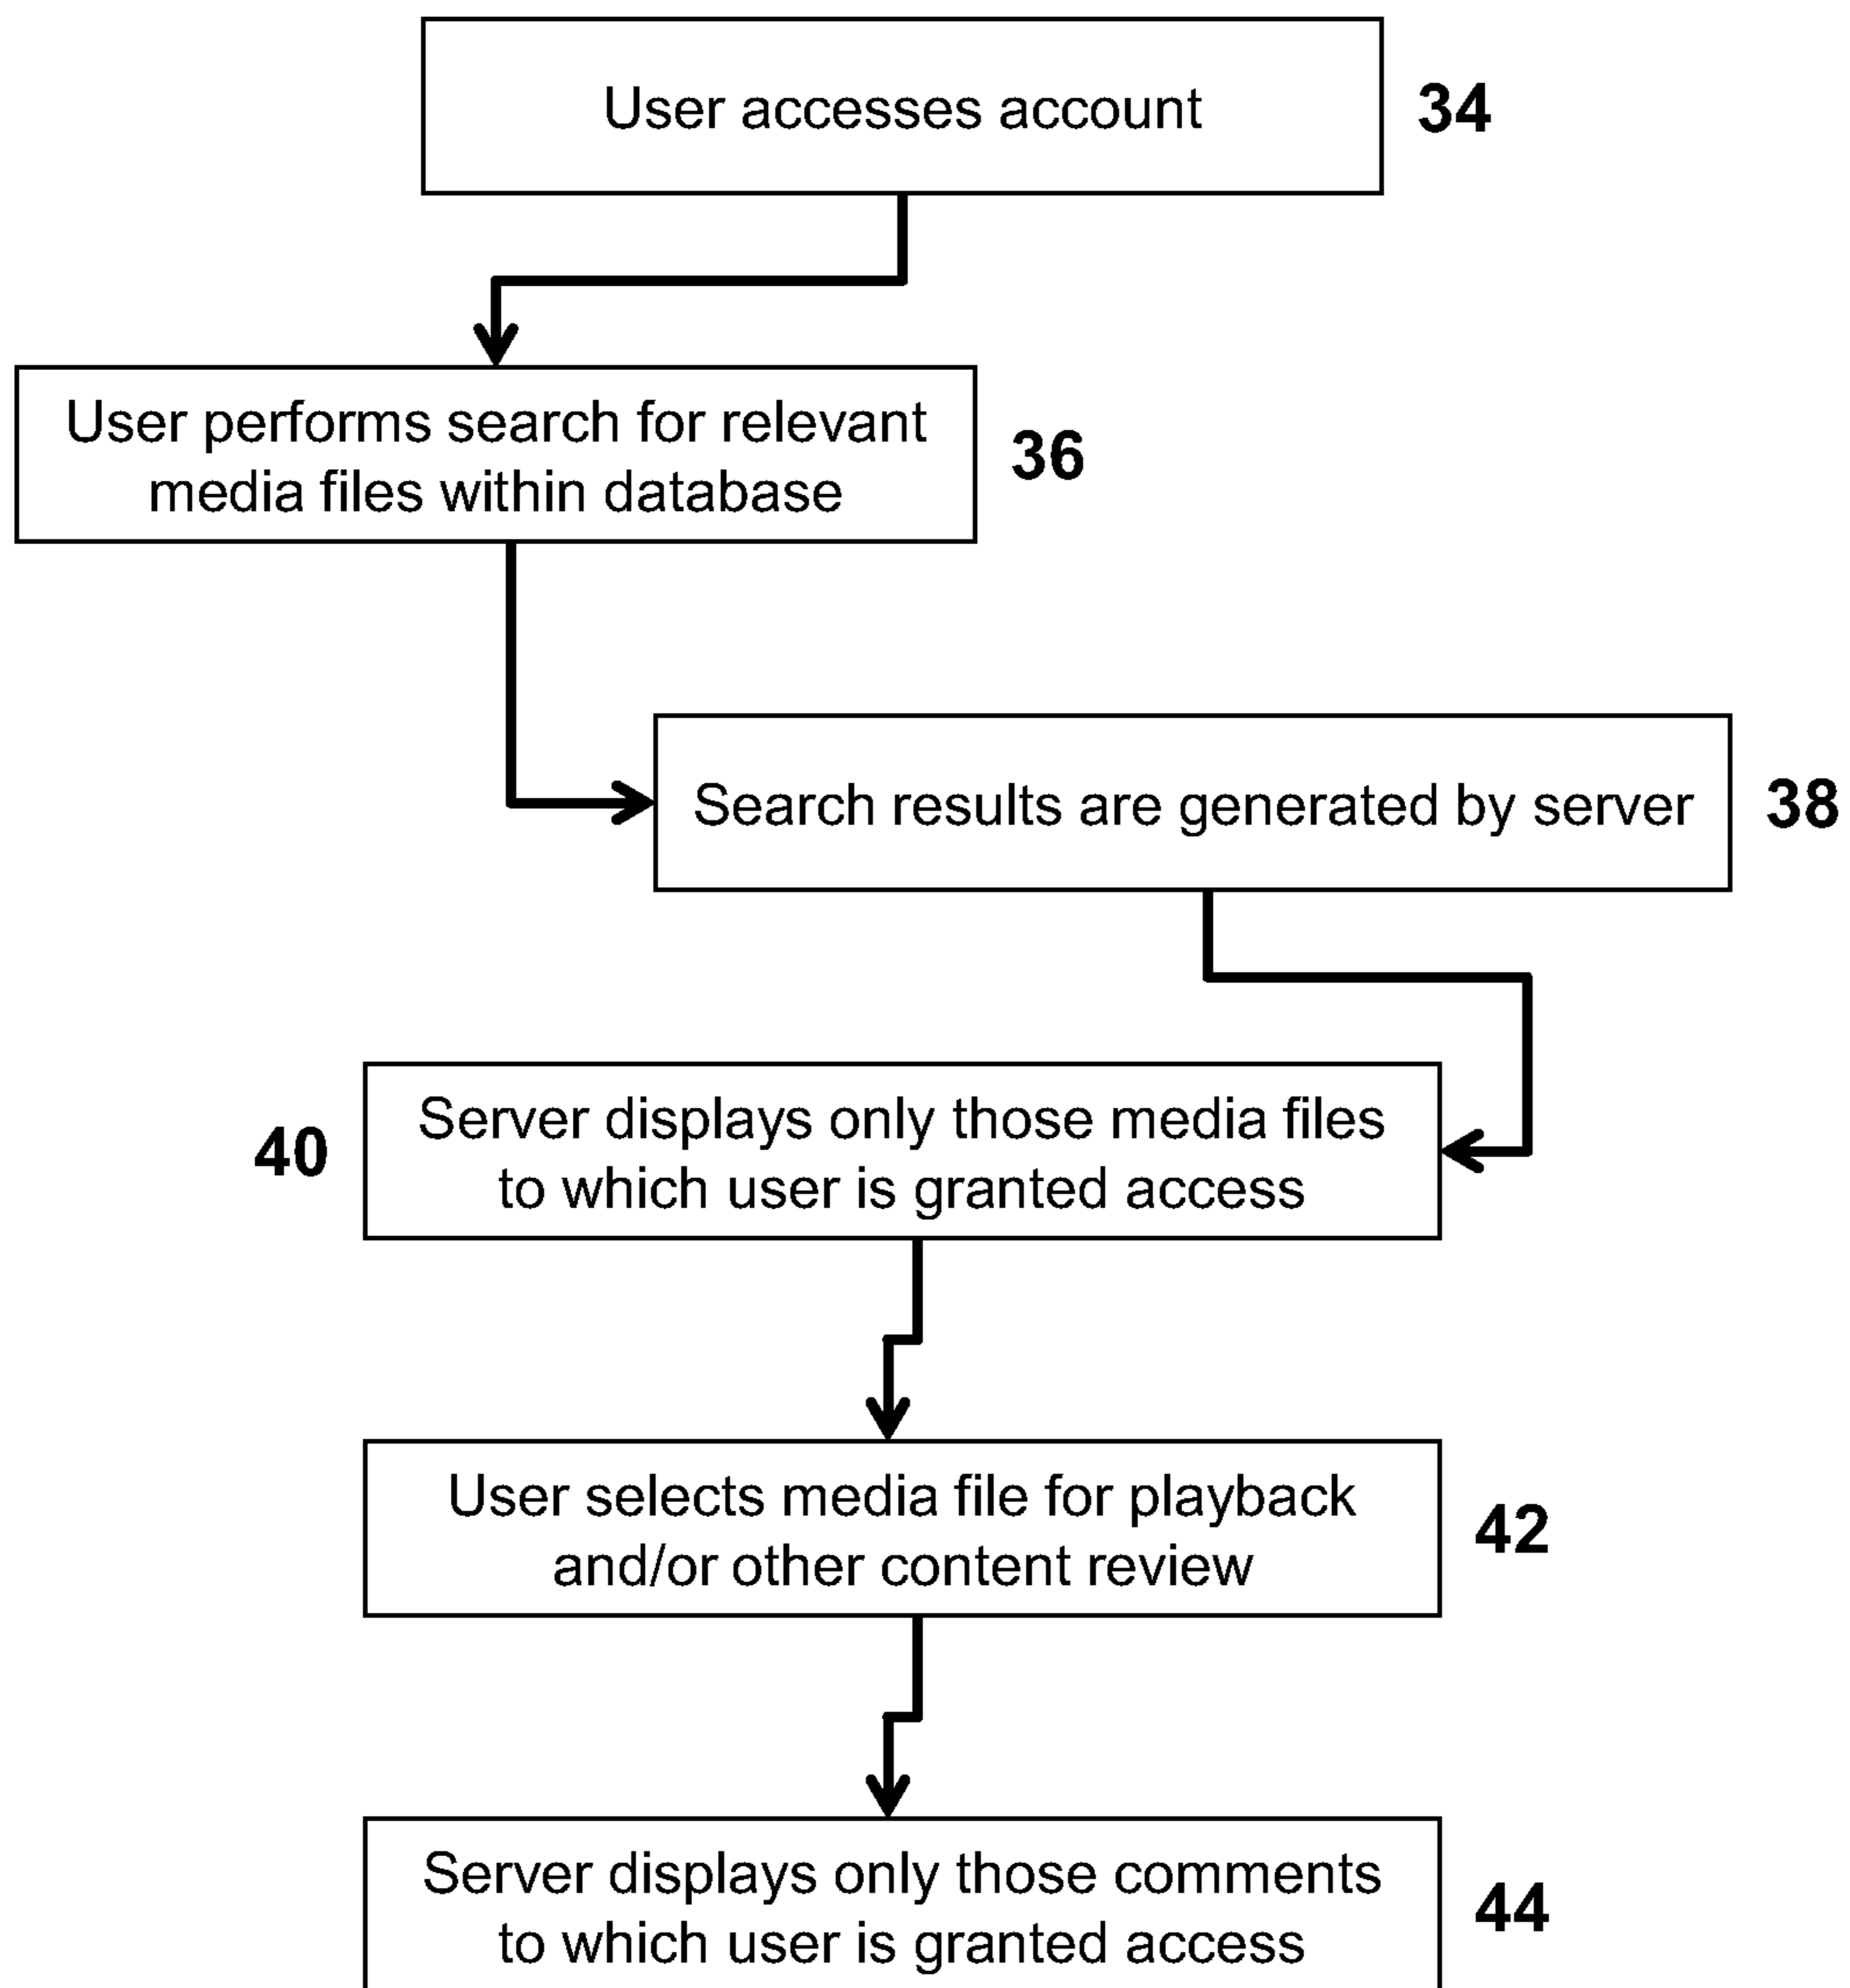 User accesses account
34
User performs search for relevant
media files within database
36
Search results are generated by server
38
40
Server displays only those media files
to which user is granted access
User selects media file for playback
and/or other content review
42
Server displays only those comments
to which user is granted access
44